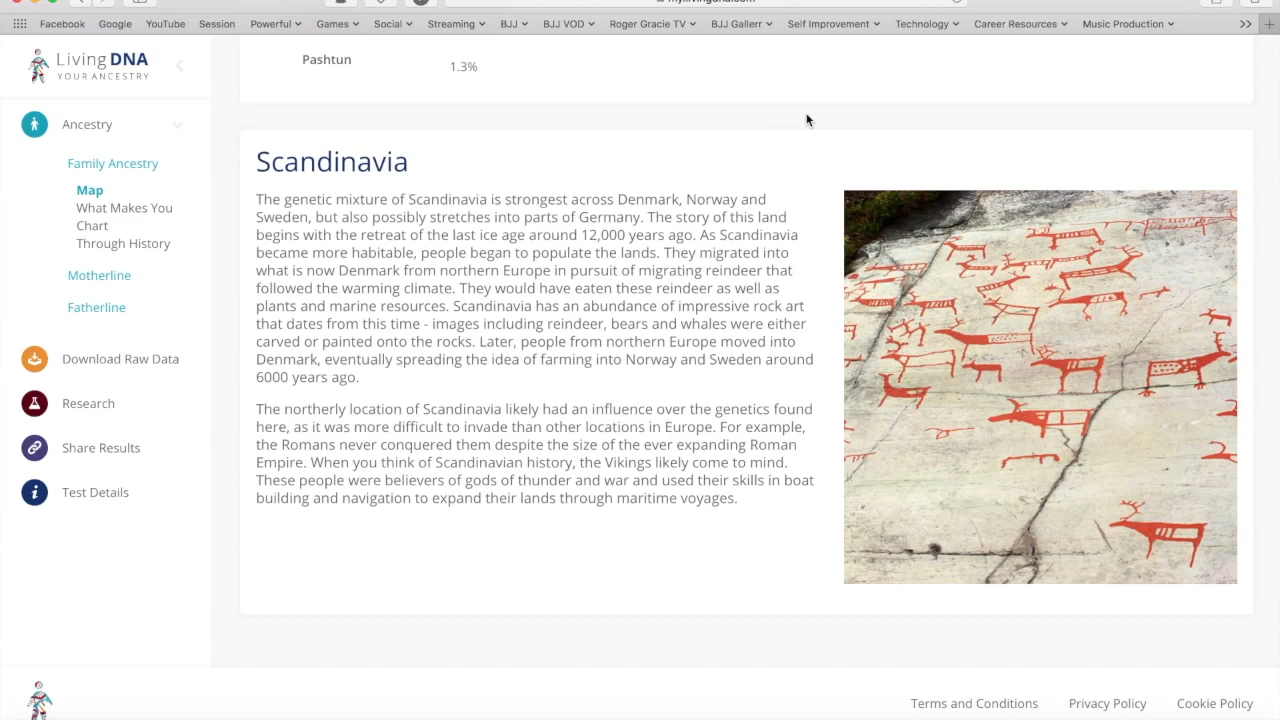 Facebook Google YouTube Session Powerful Games Social Streaming BJJ BJJ VOD Roger Gracie TV BJJ Gallerr Self Improvement Technology Career Resources Music Production
Living DNA
YOUR ANCESTRY
Ancestry
Family Ancestry
Map
What Makes You
Chart
Through History
Motherline
Fatherline
Download Raw Data
Research
Share Results
Test Details
Pashtun 1.3%
Scandinavia
The genetic mixture of Scandinavia is strongest across Denmark, Norway and
Sweden, but also possibly stretches into parts of Germany. The story of this land
begins with the retreat of the last ice age around 12,000 years ago. As Scandinavia
became more habitable, people began to populate the lands. They migrated into
what is now Denmark from northern Europe in pursuit of migrating reindeer that
followed the warming climate. They would have eaten these reindeer as well as
plants and marine resources. Scandinavia has an abundance of impressive rock art
that dates from this time - images including reindeer, bears and whales were either
carved or painted onto the rocks. Later, people from northern Europe moved into
Denmark, eventually spreading the idea of farming into Norway and Sweden around
6000 years ago.
The northerly location of Scandinavia likely had an influence over the genetics found
here, as it was more difficult to invade than other locations in Europe. For example,
the Romans never conquered them despite the size of the ever expanding Roman
Empire. When you think of Scandinavian history, the Vikings likely come to mind.
These people were believers of gods of thunder and war and used their skills in boat
building and navigation to expand their lands through maritime voyages.
Terms and Conditions Privacy Policy Cookie Policy